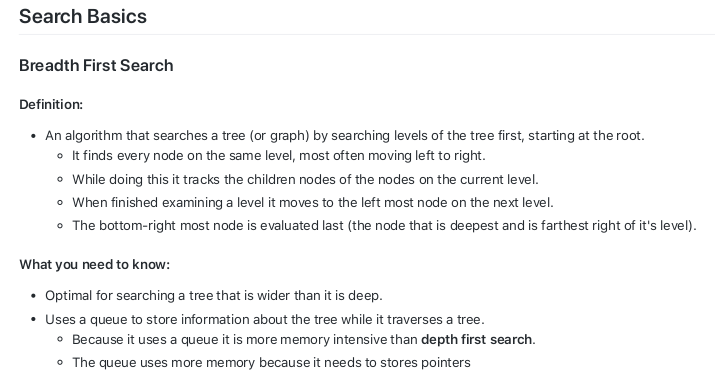 Search Basics
Breadth First Search
Definition:
• An algorithm that searches a tree (or graph) by searching levels of the tree first, starting at the root.
◦ It finds every node on the same level, most often moving left to right.
◦ While doing this it tracks the children nodes of the nodes on the current level.
◦ When finished examining a level it moves to the left most node on the next level.
◦ The bottom-right most node is evaluated last (the node that is deepest and is farthest right of it's level).
What you need to know:
• Optimal for searching a tree that is wider than it is deep.
• Uses a queue to store information about the tree while it traverses a tree.
◦ Because it uses a queue it is more memory intensive than depth first search.
◦ The queue uses more memory because it needs to stores pointers